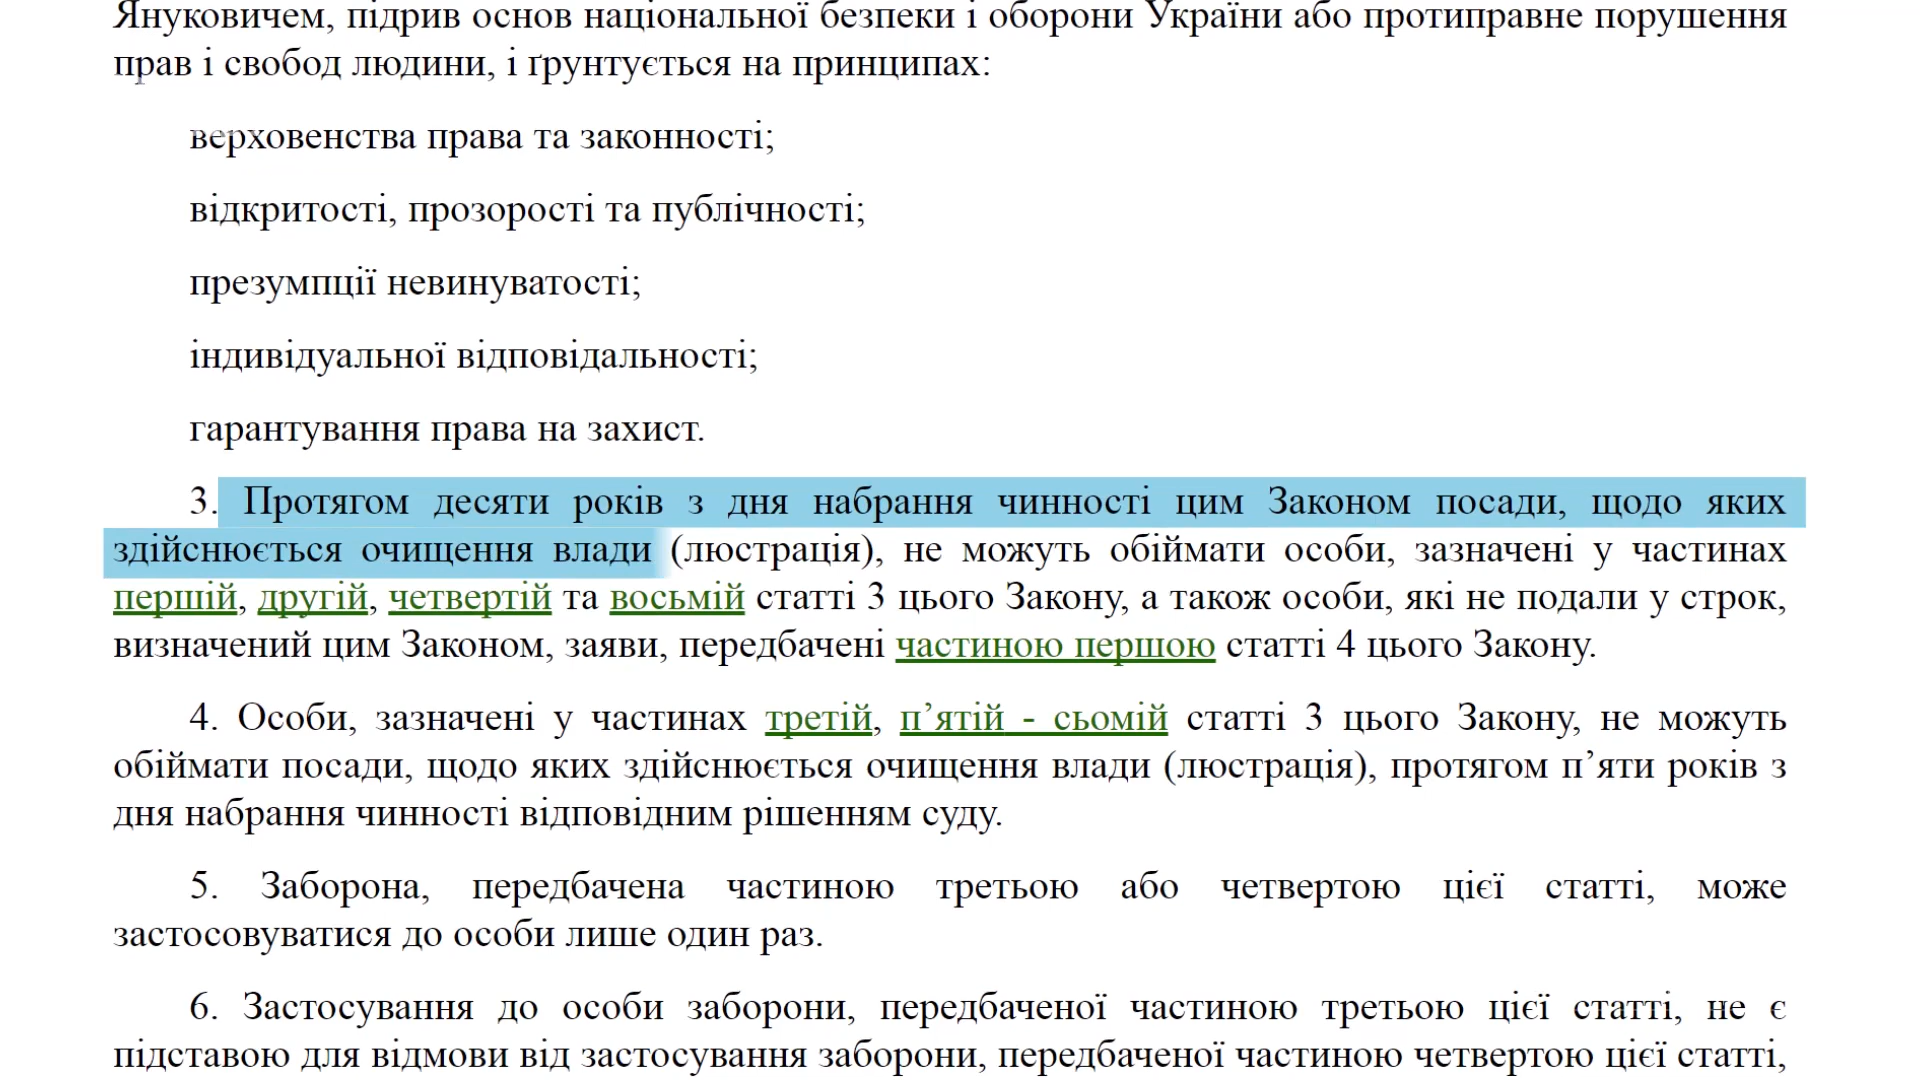 Януковичем, підрив основ національної безпеки і оборони України або протиправне порушення
прав і свобод людини, і ґрунтується на принципах:
верховенства права та законності;
відкритості, прозорості та публічності;
презумпції невинуватості;
індивідуальної відповідальності;
гарантування права на захист.
3. Протягом десяти років з дня набрання чинності цим Законом посади, щодо яких
здійснюється очищення влади (люстрація), не можуть обіймати особи, зазначені у частинах
першій, другій, четвертій та восьмій статті 3 цього Закону, а також особи, які не подали у строк,
визначений цим Законом, заяви, передбачені частиною першою статті 4 цього Закону.
4. Особи, зазначені у частинах третій, п’ятій - сьомій статті 3 цього Закону, не можуть
обіймати посади, щодо яких здійснюється очищення влади (люстрація), протягом п’яти років з
дня набрання чинності відповідним рішенням суду.
5. Заборона, передбачена частиною третьою або четвертою цієї статті, може
застосовуватися до особи лише один раз.
6. Застосування до особи заборони, передбаченої частиною третьою цієї статті, не є
підставою для відмови від застосування заборони, передбаченої частиною четвертою цієї статті,